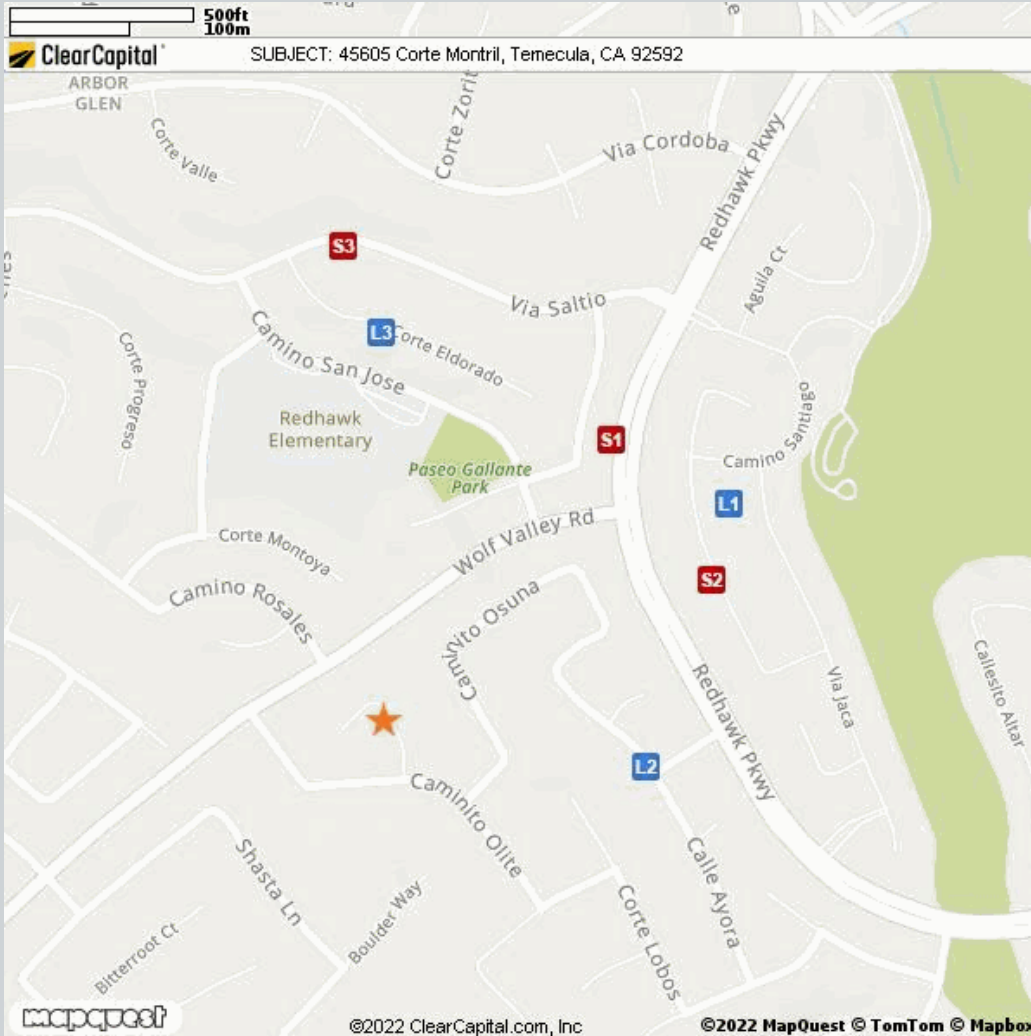 500ft
100m
ClearCapital
SUBJECT: 45605 Corte Montril, Temecula, CA 92592
ARBOR
GLEN
Corte Valle
Corte Zorit
Via Cordoba
Redhawk Pkwy
S3
Via Saltio
Aguila Ct
L3
Corte Eldorado
Camino San Jose
Corte Progreso
Redhawk
Elementary
Camino Santiago
S1
Paseo Gallante
Park
L1
Wolf Valley Rd
Corte Montoya
S2
Camino Rosales
Caminito Osuna
Callesito Altar
Via Jaca
Redhawk Pkwy
L2
Caminito Olite
Shasta Ln
Calle Ayora
Boulder Way
Corte Lobos
Bitterroot Ct
mapquest
©2022 ClearCapital.com, Inc
©2022 MapQuest © TomTom © Mapbox